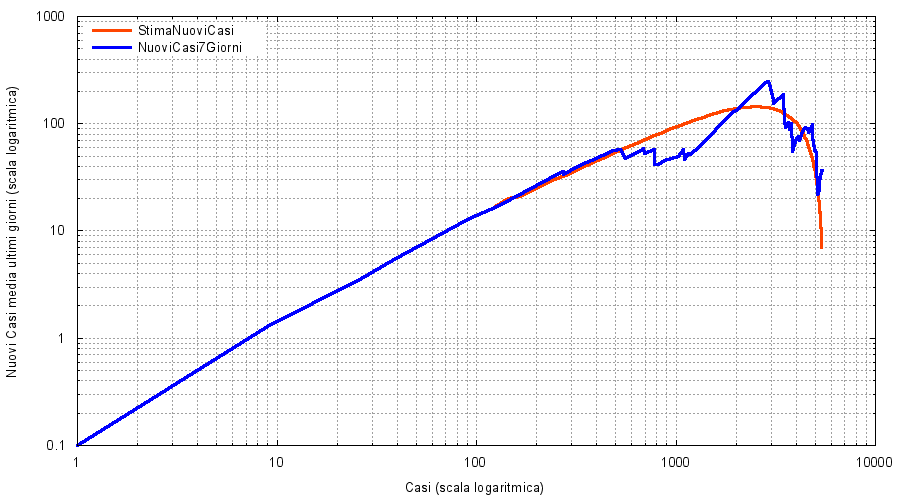 1000
StimaNuoviCasi
NuoviCasi7Giorni
100
10
1
0.1
1
10
100
1000
10000
Nuovi Casi media ultimi giorni (scala logaritmica)
Casi (scala logaritmica)